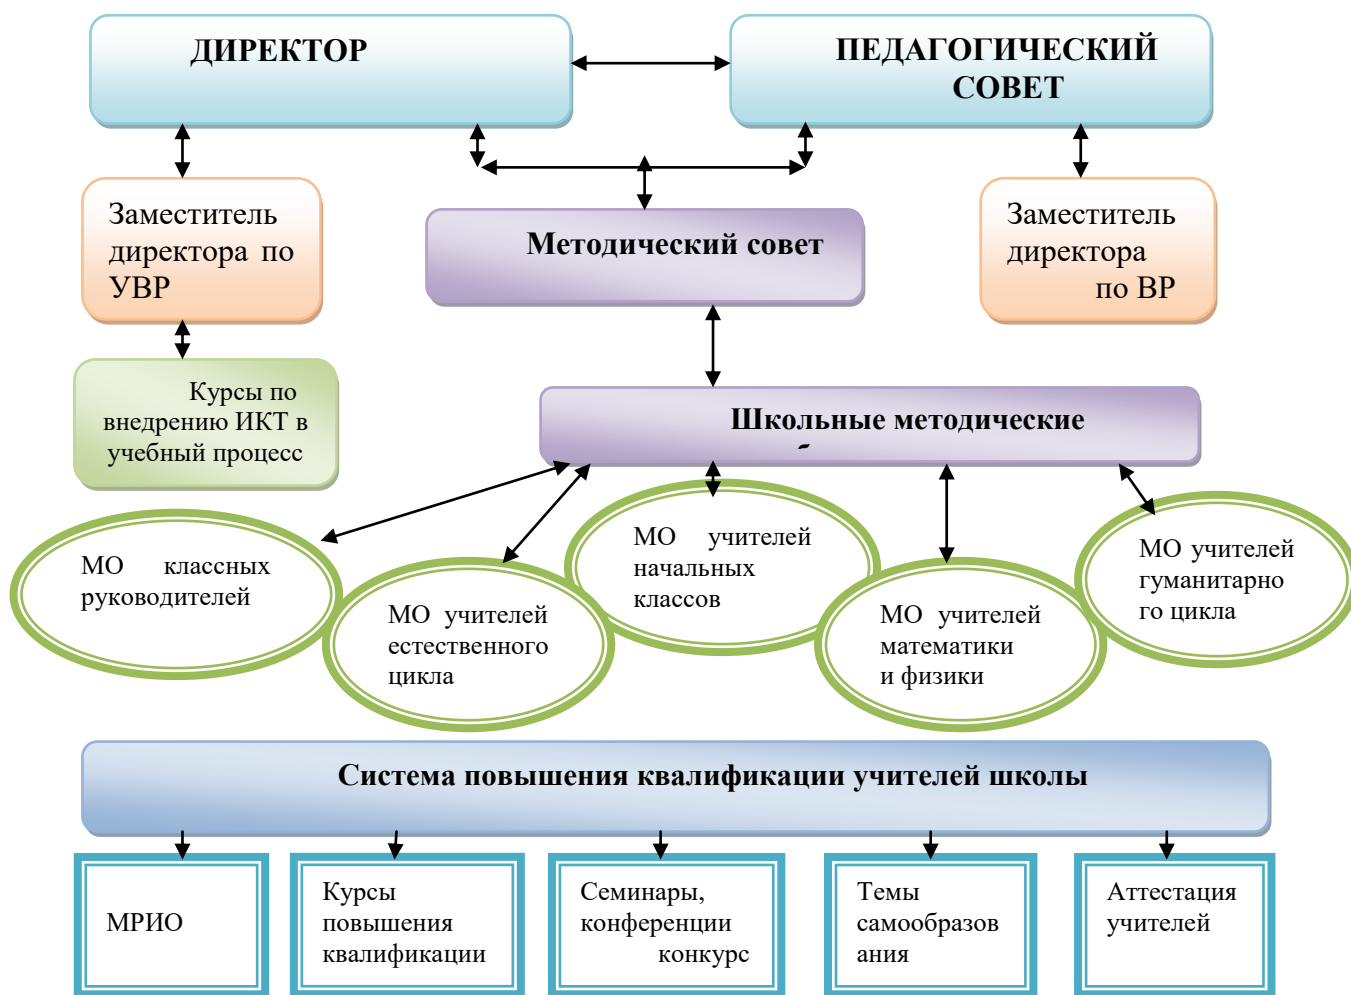 ДИРЕКТОР
ПЕДАГОГИЧЕСКИЙ
СОВЕТ
Заместитель
директора по
УВР
Методический совет
Заместитель
директора
по ВР
Курсы по
внедрению ИКТ в
учебный процесс
Школьные методические
МО классных
руководителей
МО учителей
естественного
цикла
МО учителей
начальных
классов
МО учителей
математики
и физики
МО учителей
гуманитарно
го цикла
Система повышения квалификации учителей школы
МРИО
Курсы
повышения
квалификации
Семинары,
конференции
конкурс
Темы
самообразов
ания
Аттестация
учителей